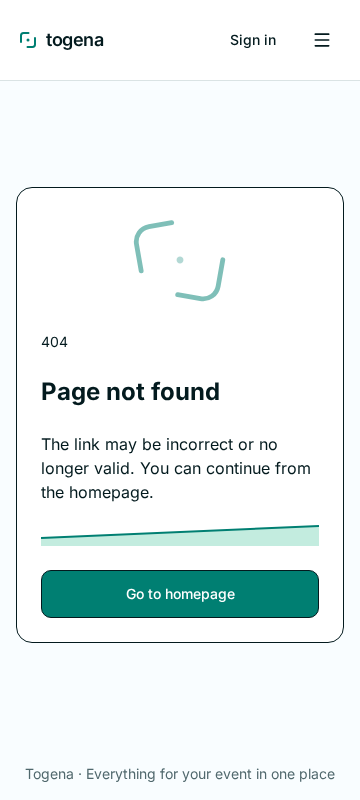 togena
Sign in
404
Page not found
The link may be incorrect or no
longer valid. You can continue from
the homepage.
Go to homepage
Togena · Everything for your event in one place